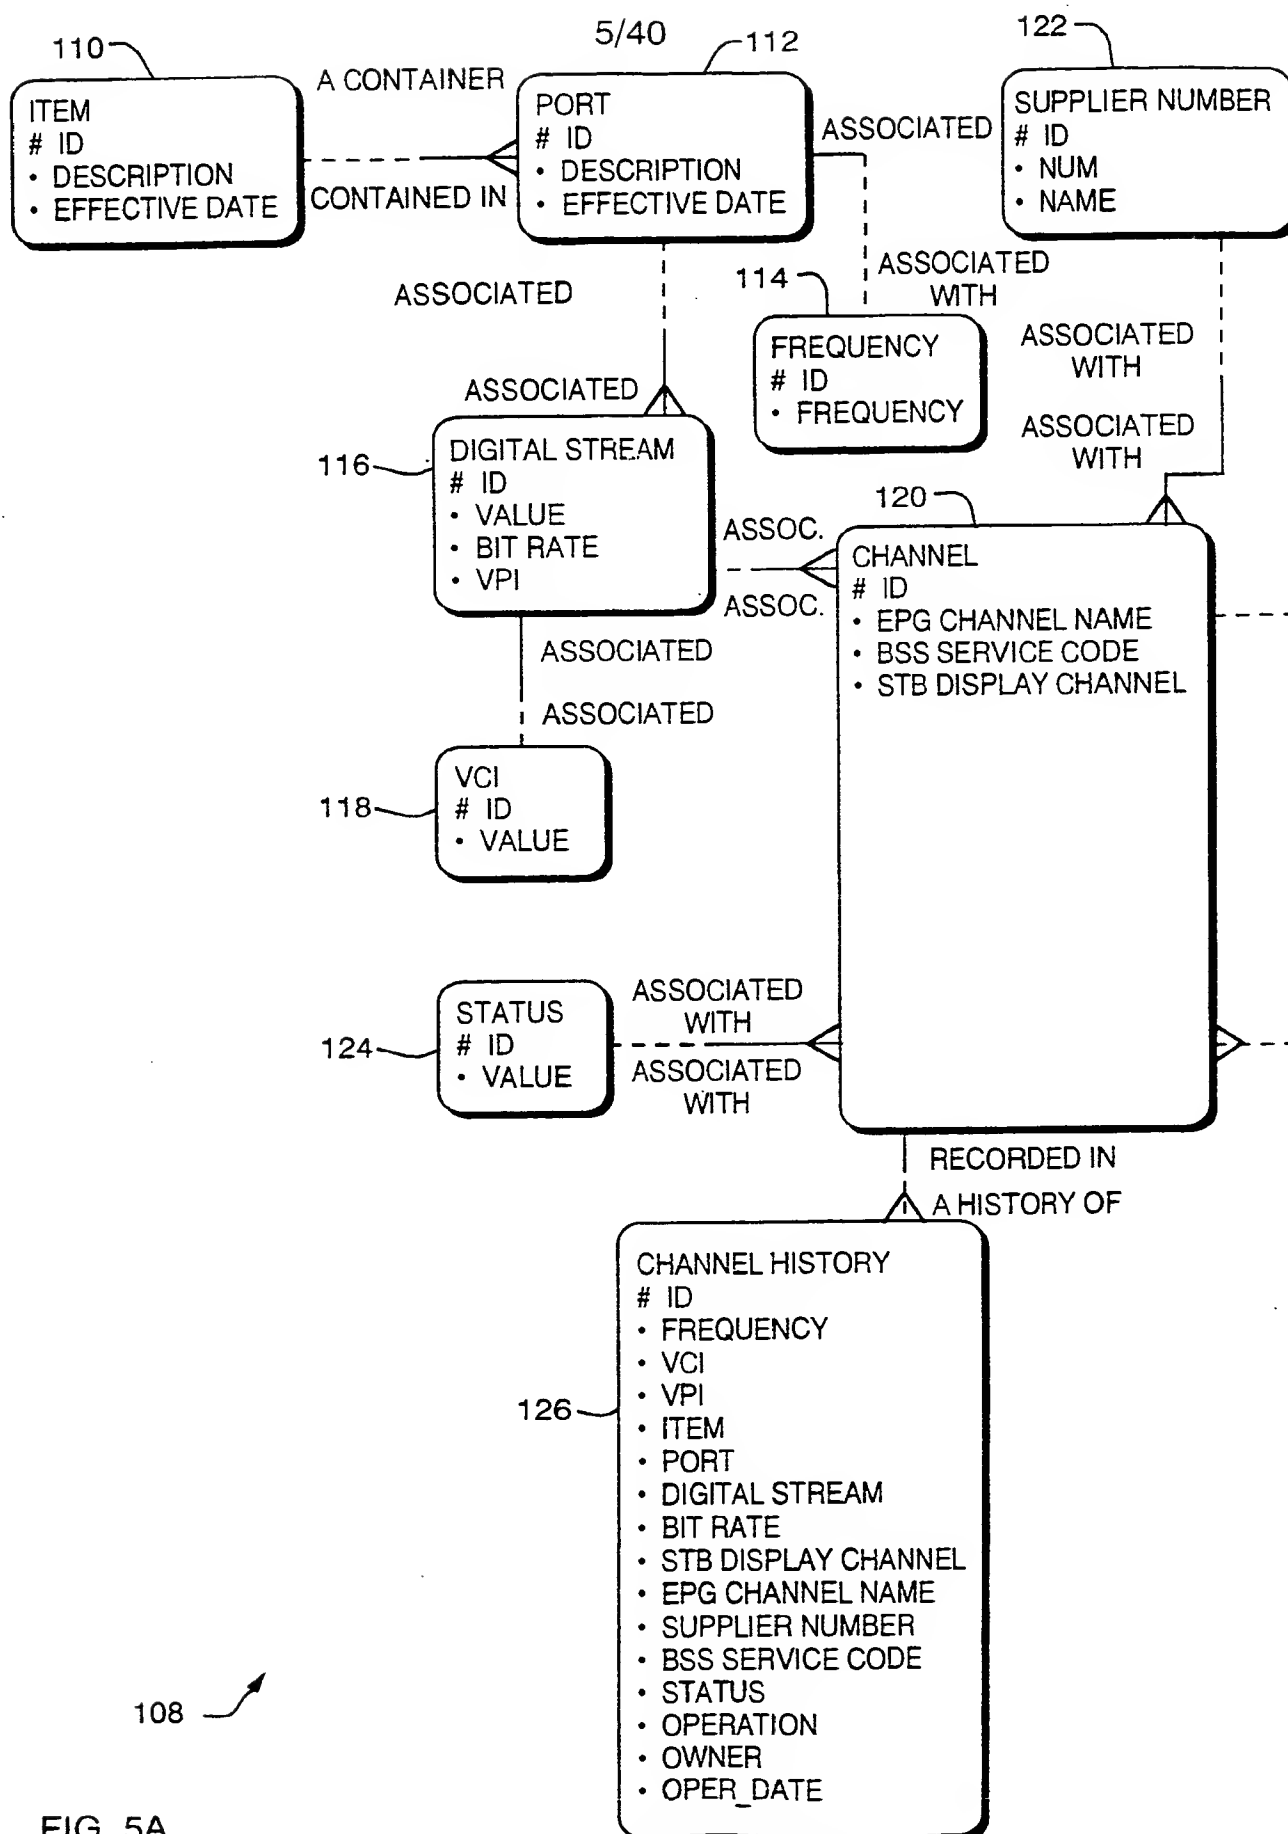 5/40
110
112
122
ITEM
# ID
• DESCRIPTION
• EFFECTIVE DATE
A CONTAINER
CONTAINED IN
PORT
# ID
• DESCRIPTION
• EFFECTIVE DATE
ASSOCIATED
SUPPLIER NUMBER
# ID
• NUM
• NAME
ASSOCIATED
ASSOCIATED
WITH
114
FREQUENCY
# ID
• FREQUENCY
ASSOCIATED
WITH
ASSOCIATED
WITH
ASSOCIATED
116
DIGITAL STREAM
# ID
• VALUE
• BIT RATE
• VPI
ASSOC.
ASSOC.
120
CHANNEL
# ID
• EPG CHANNEL NAME
• BSS SERVICE CODE
• STB DISPLAY CHANNEL
ASSOCIATED
ASSOCIATED
118
VCI
# ID
• VALUE
124
STATUS
# ID
• VALUE
ASSOCIATED
WITH
ASSOCIATED
WITH
RECORDED IN
A HISTORY OF
126
CHANNEL HISTORY
# ID
• FREQUENCY
• VCI
• VPI
• ITEM
• PORT
• DIGITAL STREAM
• BIT RATE
• STB DISPLAY CHANNEL
• EPG CHANNEL NAME
• SUPPLIER NUMBER
• BSS SERVICE CODE
• STATUS
• OPERATION
• OWNER
• OPER_DATE
108
FIG. 5A